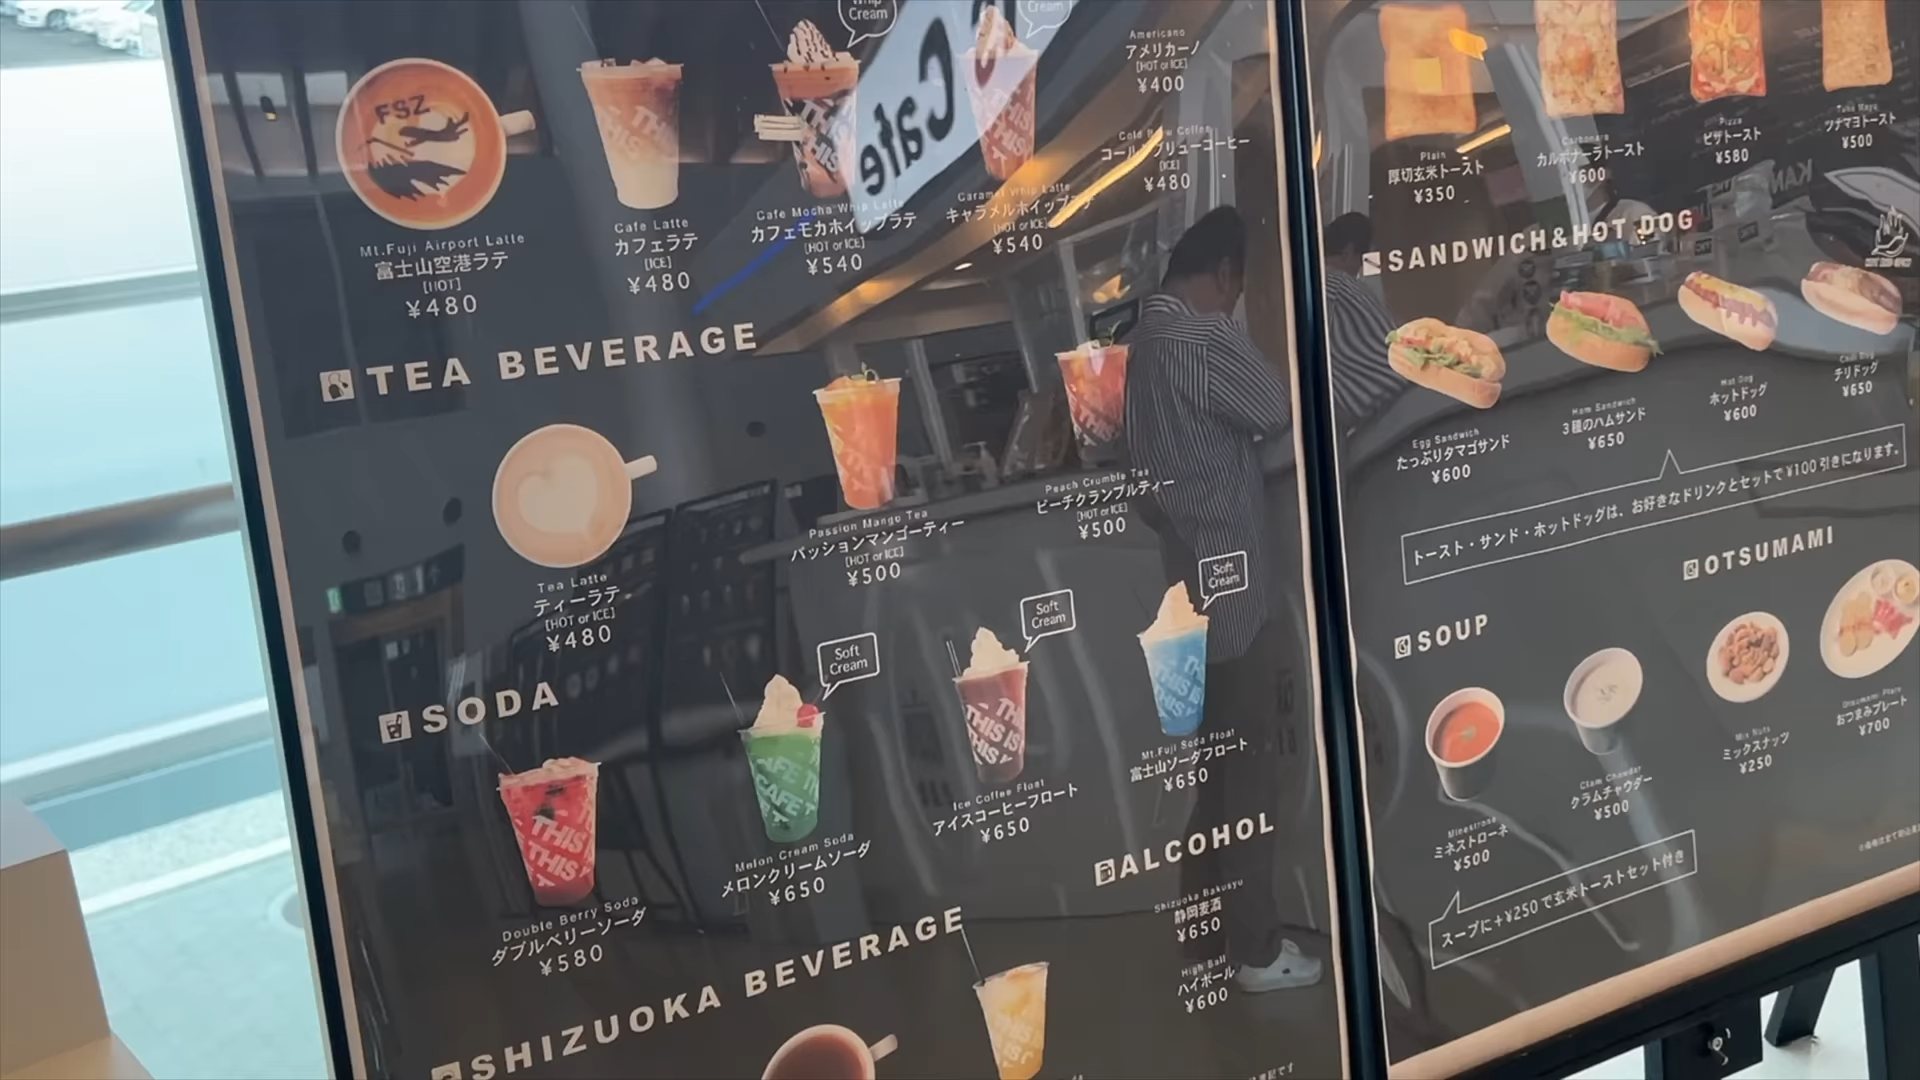 Whip
Cream
Cream
Cafe
FSZ
Mt.Fuji Airport Latte
富士山空港ラテ
[HOT]
¥480
Cafe Latte
カフェラテ
[ICE]
¥480
Cafe Mocha Whip Latte
カフェモカホイップラテ
[HOT or ICE]
¥540
Caramel Whip Latte
キャラメルホイップラテ
[HOT or ICE]
¥540
Americano
アメリカーノ
[HOT or ICE]
¥400
Cold Brew Coffee
コールドブリューコーヒー
[ICE]
¥480
TEA BEVERAGE
Tea Latte
ティーラテ
[HOT or ICE]
¥480
Passion Mango Tea
パッションマンゴーティー
[HOT or ICE]
¥500
Peach Crumble Tea
ピーチクランブルティー
[HOT or ICE]
¥500
SODA
Double Berry Soda
ダブルベリーソーダ
¥580
Soft
Cream
Melon Cream Soda
メロンクリームソーダ
¥650
Soft
Cream
Ice Coffee Float
アイスコーヒーフロート
¥650
Soft
Cream
Mt.Fuji Soda Float
富士山ソーダフロート
¥650
SHIZUOKA BEVERAGE
ALCOHOL
Shizuoka Bakusyu
静岡麦酒
¥650
High Ball
ハイボール
¥600
Plain
厚切玄米トースト
¥350
Carbonara
カルボナーラトースト
¥600
Pizza
ピザトースト
¥580
Tuna Mayo
ツナマヨトースト
¥500
SANDWICH&HOT DOG
Egg Sandwich
たっぷりタマゴサンド
¥600
Ham Sandwich
3種のハムサンド
¥650
Hot Dog
ホットドッグ
¥600
Chili Dog
チリドッグ
¥650
トースト・サンド・ホットドッグは、お好きなドリンクとセットで¥100引きになります。
SOUP
Minestrone
ミネストローネ
¥500
Clam Chowder
クラムチャウダー
¥500
スープに+¥250で玄米トーストセット付き
OTSUMAMI
Mix Nuts
ミックスナッツ
¥250
Otsumami Plate
おつまみプレート
¥700